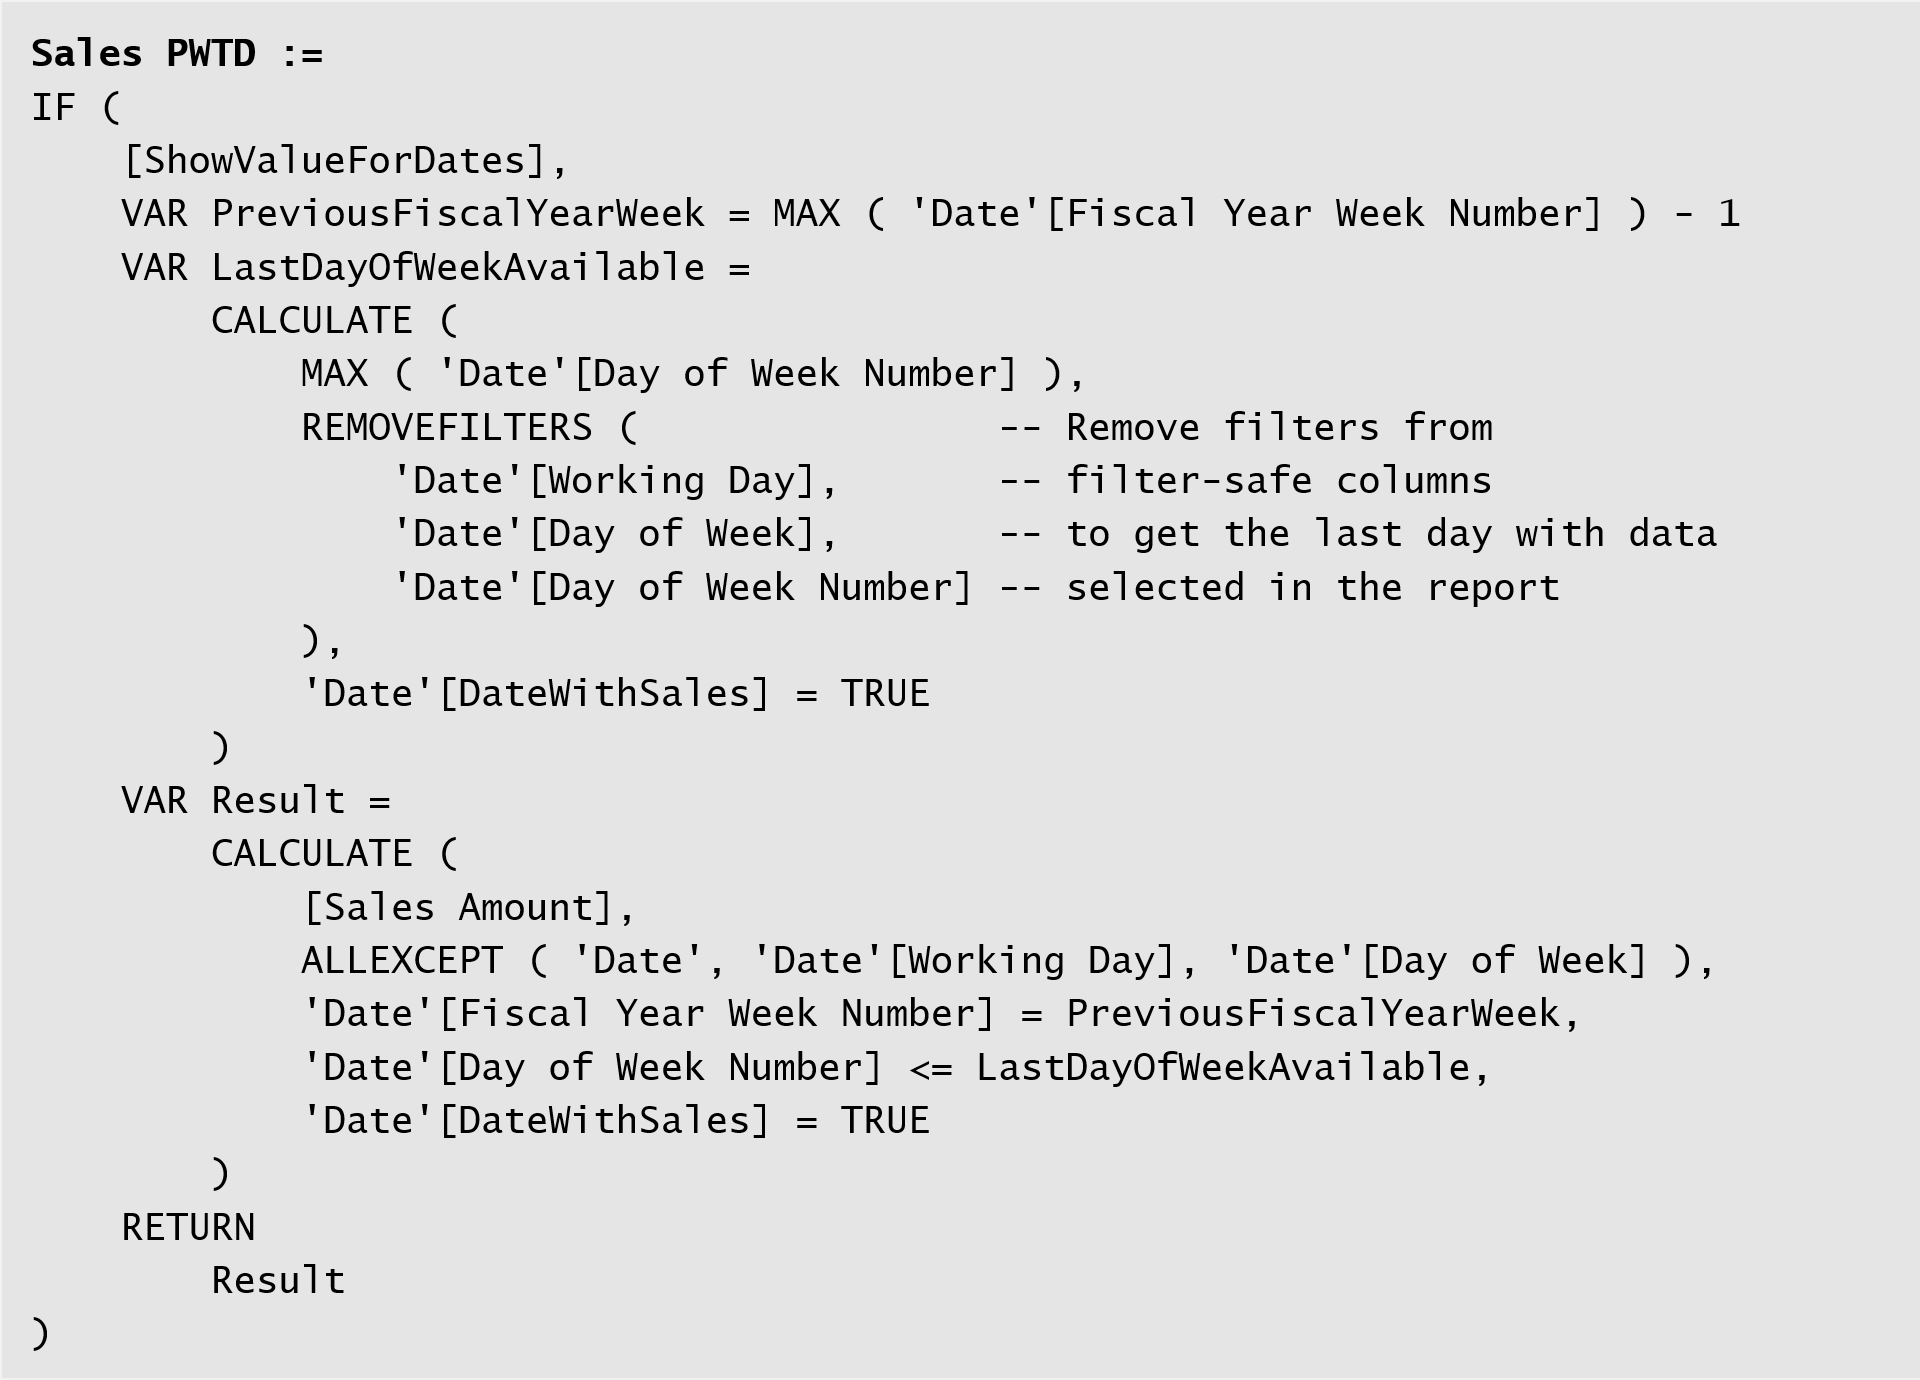 Sales PWTD :=
IF (
    [ShowValueForDates],
    VAR PreviousFiscalYearWeek = MAX ( 'Date'[Fiscal Year Week Number] ) - 1
    VAR LastDayOfWeekAvailable =
        CALCULATE (
            MAX ( 'Date'[Day of Week Number] ),
            REMOVEFILTERS (                -- Remove filters from
                'Date'[Working Day],       -- filter-safe columns
                'Date'[Day of Week],       -- to get the last day with data
                'Date'[Day of Week Number] -- selected in the report
            ),
            'Date'[DateWithSales] = TRUE
        )
    VAR Result =
        CALCULATE (
            [Sales Amount],
            ALLEXCEPT ( 'Date', 'Date'[Working Day], 'Date'[Day of Week] ),
            'Date'[Fiscal Year Week Number] = PreviousFiscalYearWeek,
            'Date'[Day of Week Number] <= LastDayOfWeekAvailable,
            'Date'[DateWithSales] = TRUE
        )
    RETURN
        Result
)